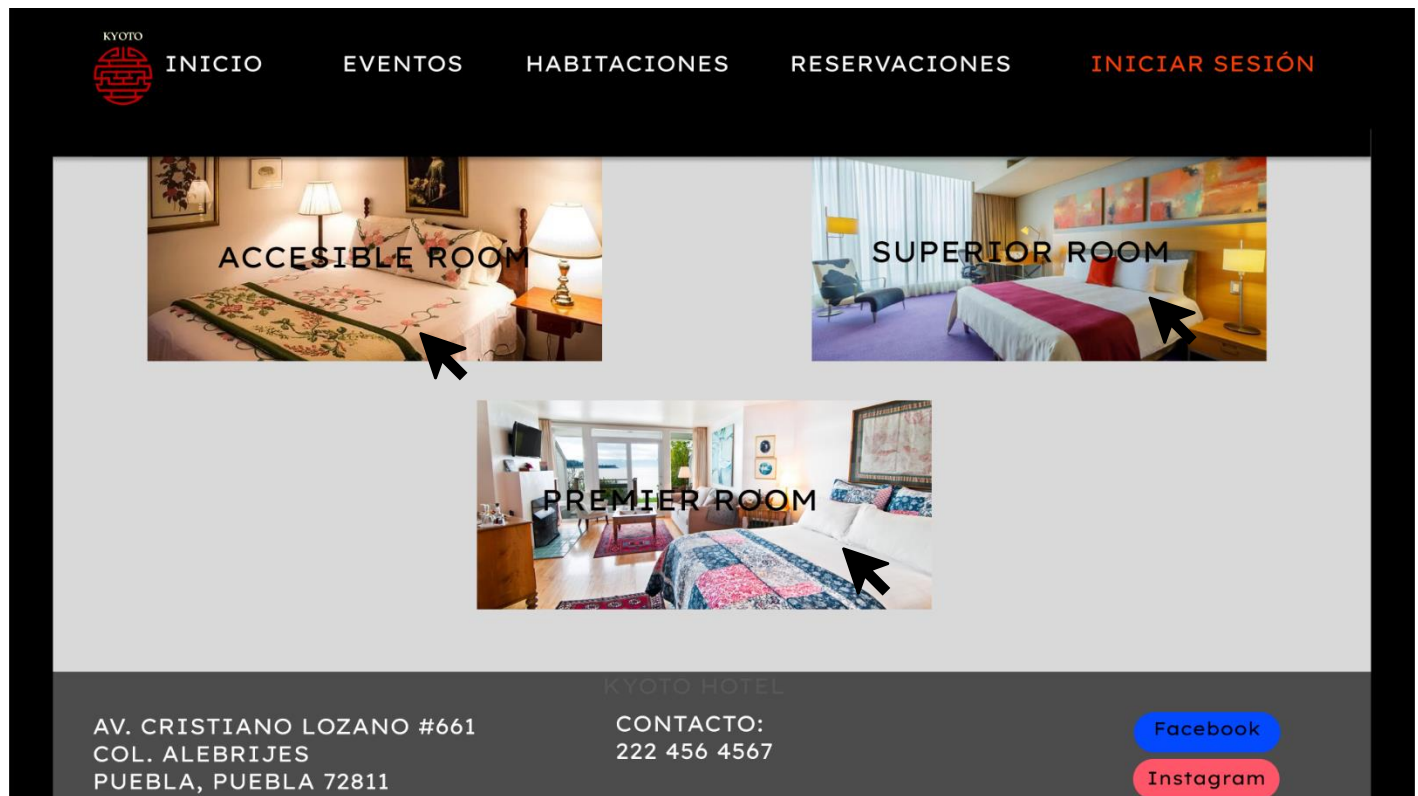 KYOTO
INICIO
EVENTOS
HABITACIONES
RESERVACIONES
INICIAR SESIÓN
ACCESIBLE ROOM
SUPERIOR ROOM
PREMIER ROOM
KYOTO HOTEL
AV. CRISTIANO LOZANO #661
COL. ALEBRIJES
PUEBLA, PUEBLA 72811
CONTACTO:
222 456 4567
Facebook
Instagram